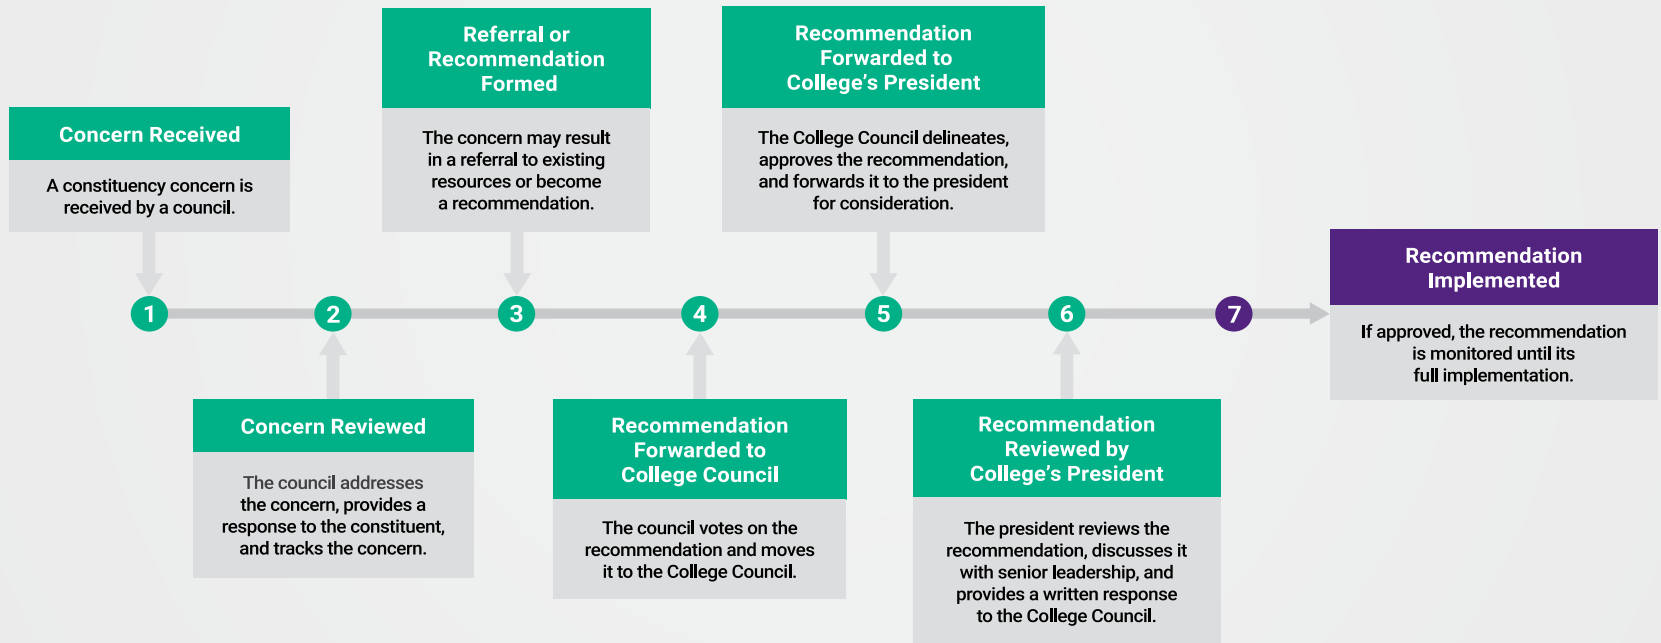 Concern Received
A constituency concern is
received by a council.
1
Concern Reviewed
The council addresses
the concern, provides a
response to the constituent,
and tracks the concern.
2
Referral or
Recommendation
Formed
The concern may result
in a referral to existing
resources or become
a recommendation.
3
Recommendation
Forwarded to
College Council
The council votes on the
recommendation and moves
it to the College Council.
4
Recommendation
Forwarded to
College's President
The College Council delineates,
approves the recommendation,
and forwards it to the president
for consideration.
5
Recommendation
Reviewed by
College's President
The president reviews the
recommendation, discusses it
with senior leadership, and
provides a written response
to the College Council.
6
7
Recommendation
Implemented
If approved, the recommendation
is monitored until its
full implementation.